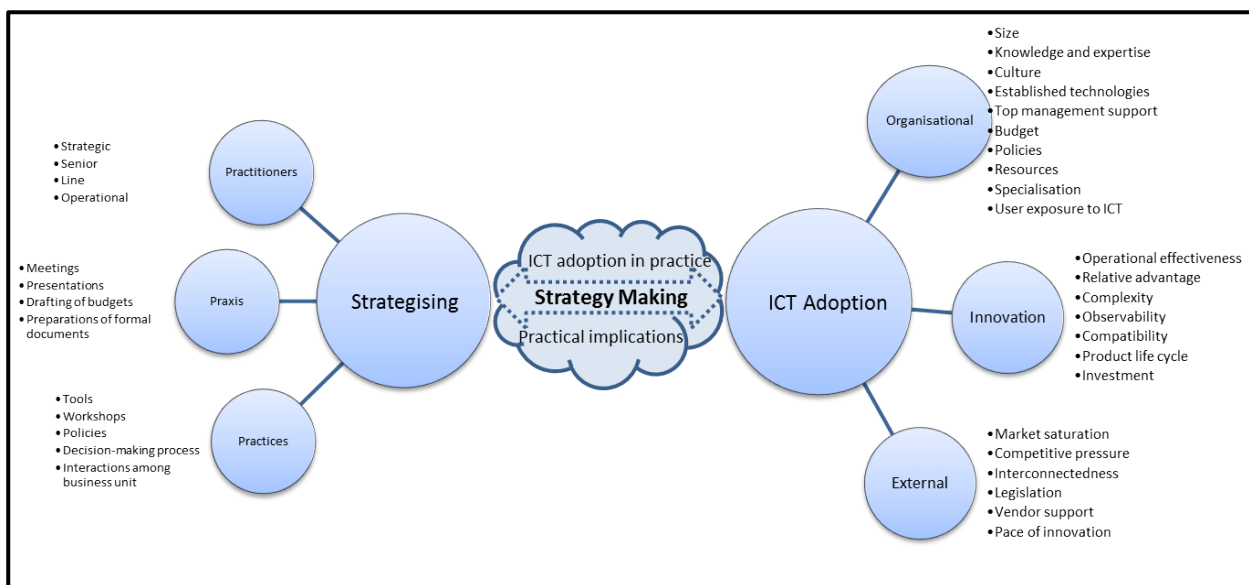 Practitioners
• Strategic
• Senior
• Line
• Operational
Praxis
• Meetings
• Presentations
• Drafting of budgets
• Preparations of formal
documents
Practices
• Tools
• Workshops
• Policies
• Decision-making process
• Interactions among
business unit
Strategising
ICT adoption in practice
Strategy Making
Practical implications
ICT Adoption
Organisational
• Size
• Knowledge and expertise
• Culture
• Established technologies
• Top management support
• Budget
• Policies
• Resources
• Specialisation
• User exposure to ICT
Innovation
• Operational effectiveness
• Relative advantage
• Complexity
• Observability
• Compatibility
• Product life cycle
• Investment
External
• Market saturation
• Competitive pressure
• Interconnectedness
• Legislation
• Vendor support
• Pace of innovation